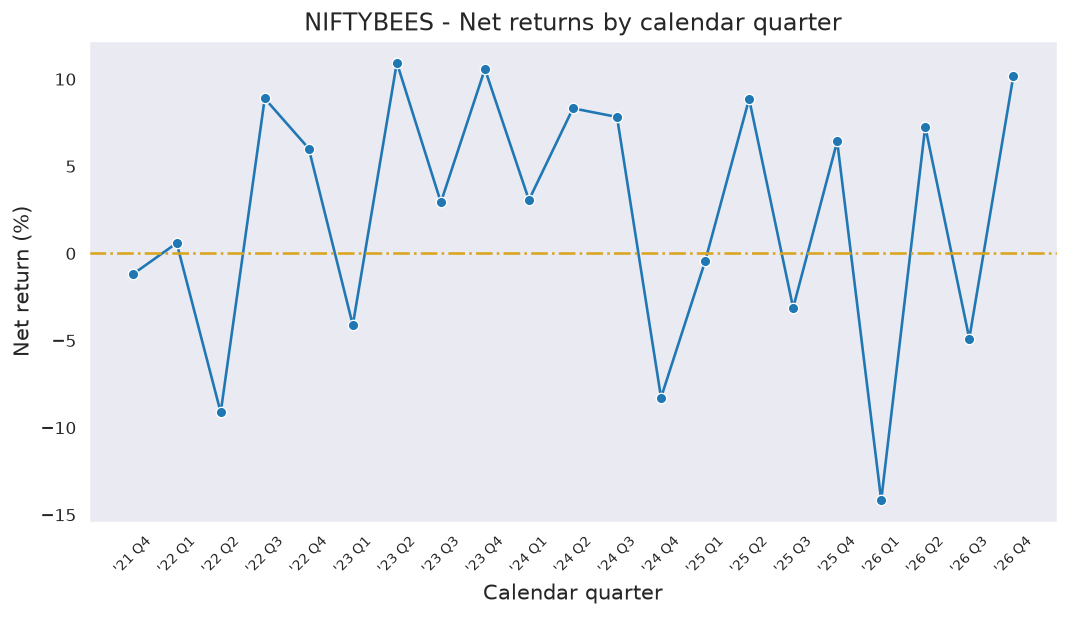 NIFTYBEES - Net returns by calendar quarter
Net return (%)
10
5
0
−5
−10
−15
'21 Q4
'22 Q1
'22 Q2
'22 Q3
'22 Q4
'23 Q1
'23 Q2
'23 Q3
'23 Q4
'24 Q1
'24 Q2
'24 Q3
'24 Q4
'25 Q1
'25 Q2
'25 Q3
'25 Q4
'26 Q1
'26 Q2
'26 Q3
'26 Q4
Calendar quarter